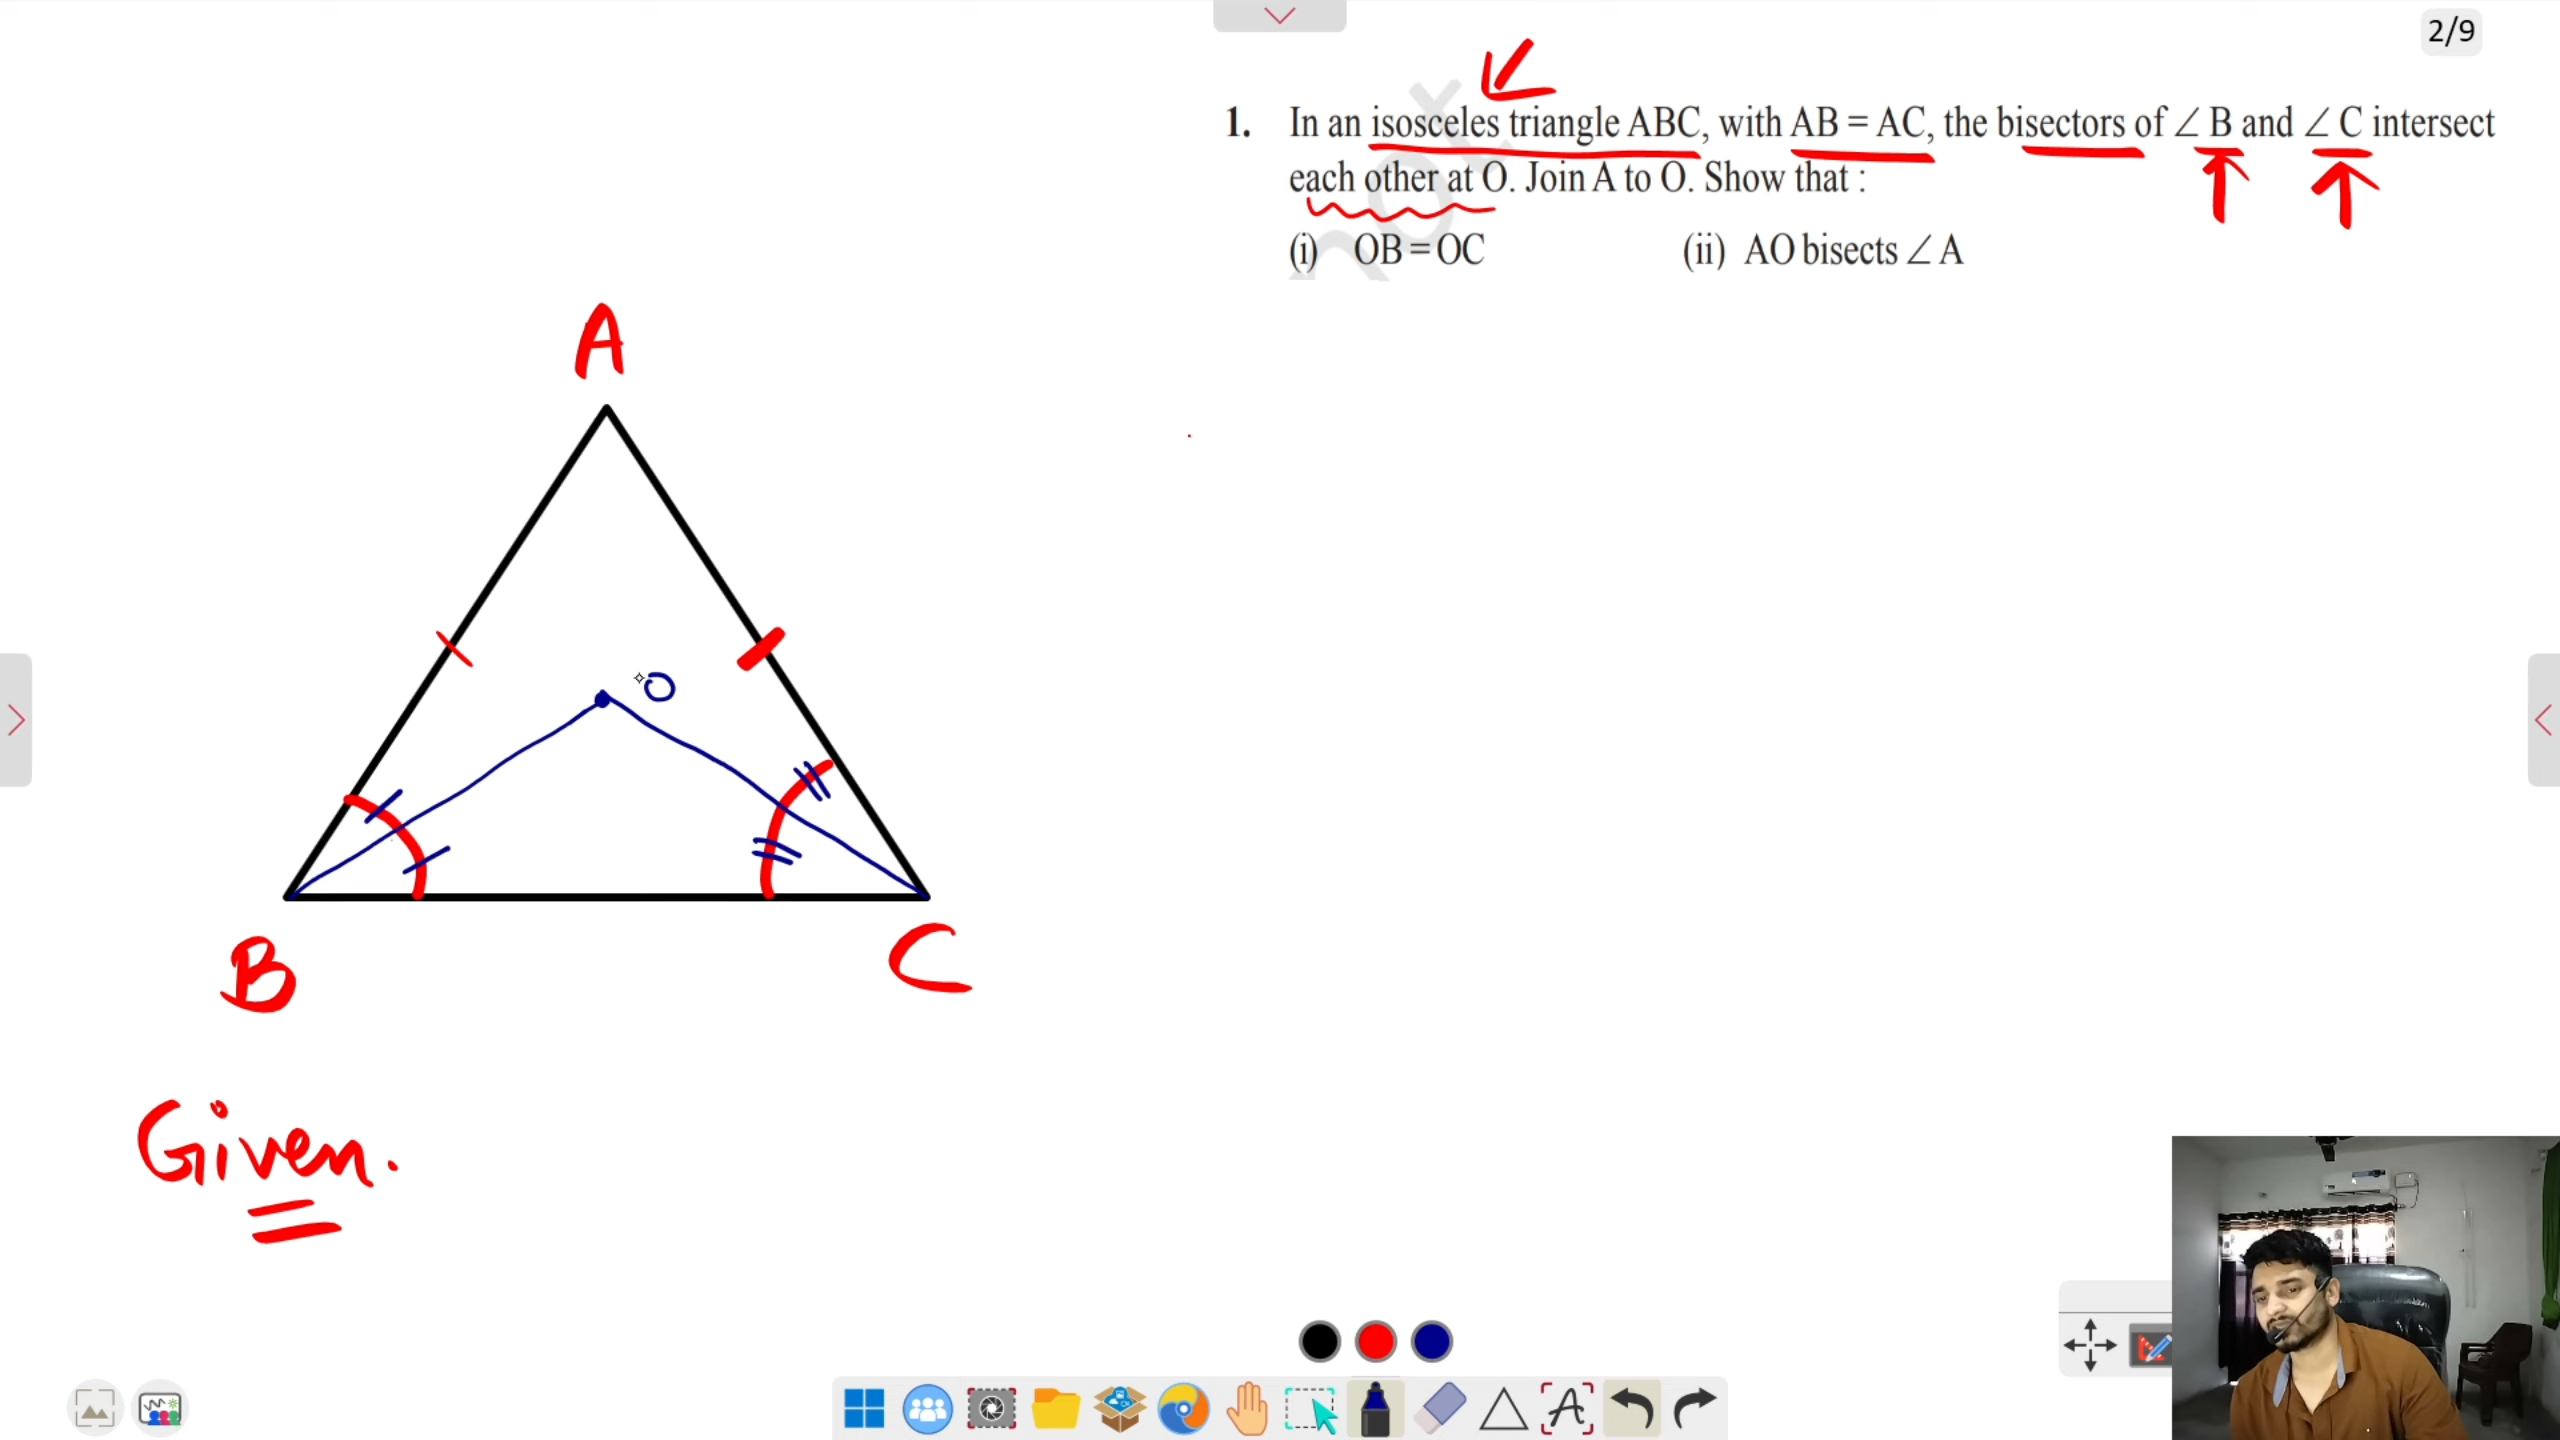 2/9
1. In an isosceles triangle ABC, with AB = AC, the bisectors of ∠ B and ∠ C intersect
each other at O. Join A to O. Show that :
(i) OB = OC (ii) AO bisects ∠ A
not
A
O
B
C
Given.